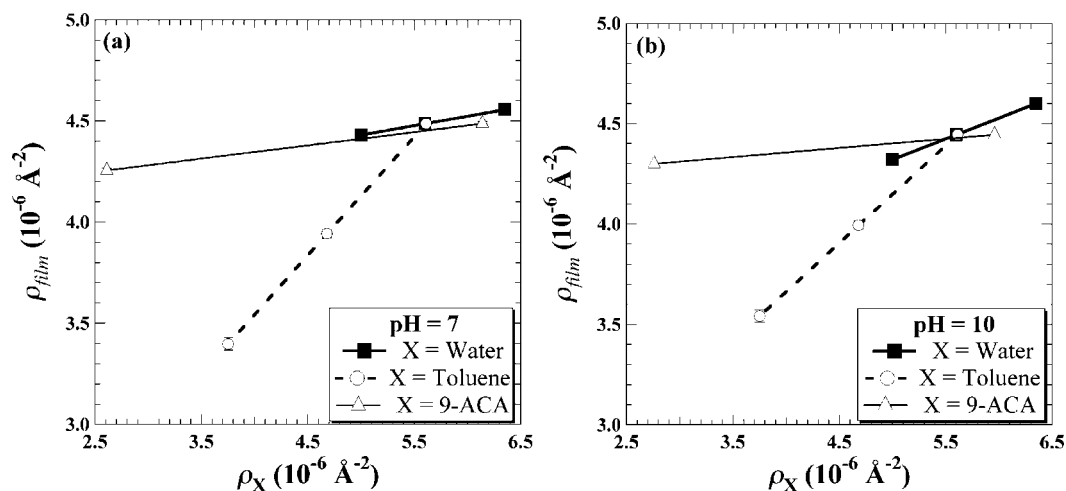 (a)
5.0
4.5
4.0
3.5
3.0
ρfilm (10⁻⁶ Å⁻²)
pH = 7
X = Water
X = Toluene
X = 9-ACA
2.5 3.5 4.5 5.5 6.5
ρX (10⁻⁶ Å⁻²)
(b)
5.0
4.5
4.0
3.5
3.0
ρfilm (10⁻⁶ Å⁻²)
pH = 10
X = Water
X = Toluene
X = 9-ACA
2.5 3.5 4.5 5.5 6.5
ρX (10⁻⁶ Å⁻²)